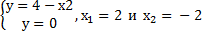 {y = 4 − x2
y = 0 , x₁ = 2 и x₂ = − 2